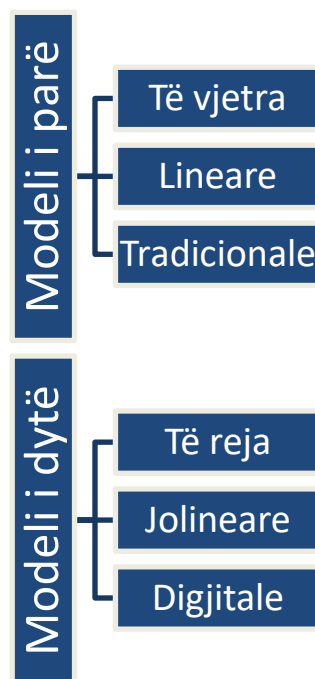 Modeli i parë
Të vjetra
Lineare
Tradicionale
Modeli i dytë
Të reja
Jolineare
Digjitale